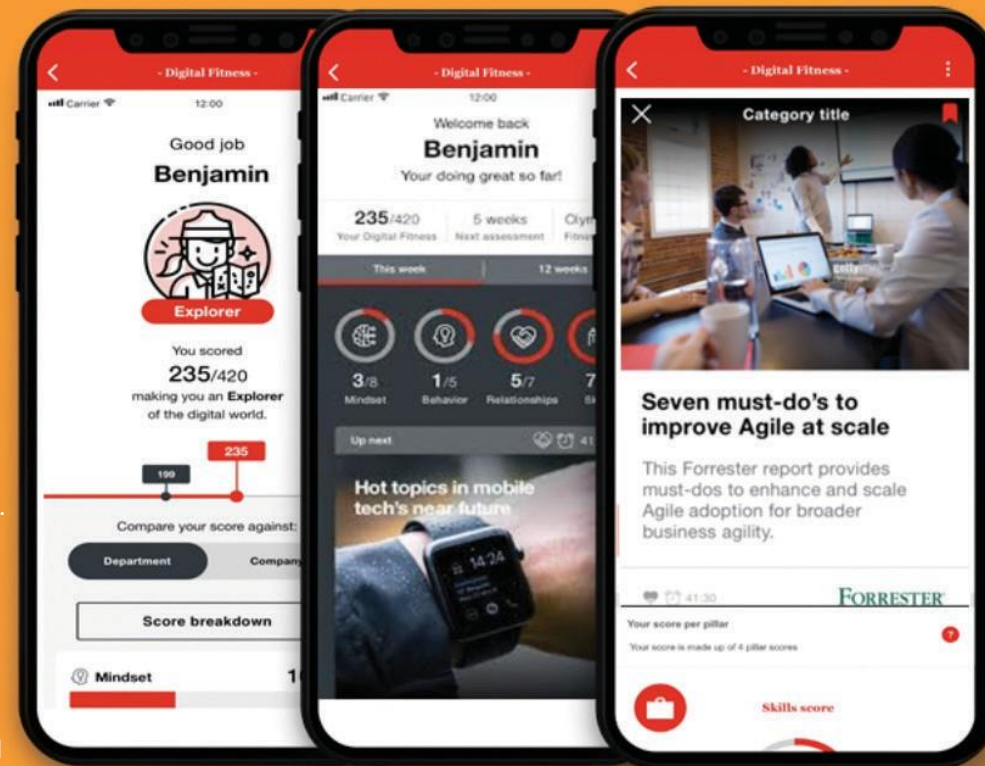 - Digital Fitness -
Carrier
12:00
Good job
Benjamin
Explorer
You scored
235/420
making you an Explorer
of the digital world.
235
199
Compare your score against:
Department
Company
Score breakdown
Mindset
- Digital Fitness -
Carrier
12:00
Welcome back
Benjamin
Your doing great so far!
235/420
Your Digital Fitness
5 weeks
Next assessment
This week
12 weeks
3/8
Mindset
1/5
Behavior
5/7
Relationships
7
Up next
41
Hot topics in mobile
tech's near future
14:24
- Digital Fitness -
Category title
Seven must-do's to
improve Agile at scale
This Forrester report provides
must-dos to enhance and scale
Agile adoption for broader
business agility.
41:30
FORRESTER
Your score per pillar
?
Your score is made up of 4 pillar scores
Skills score